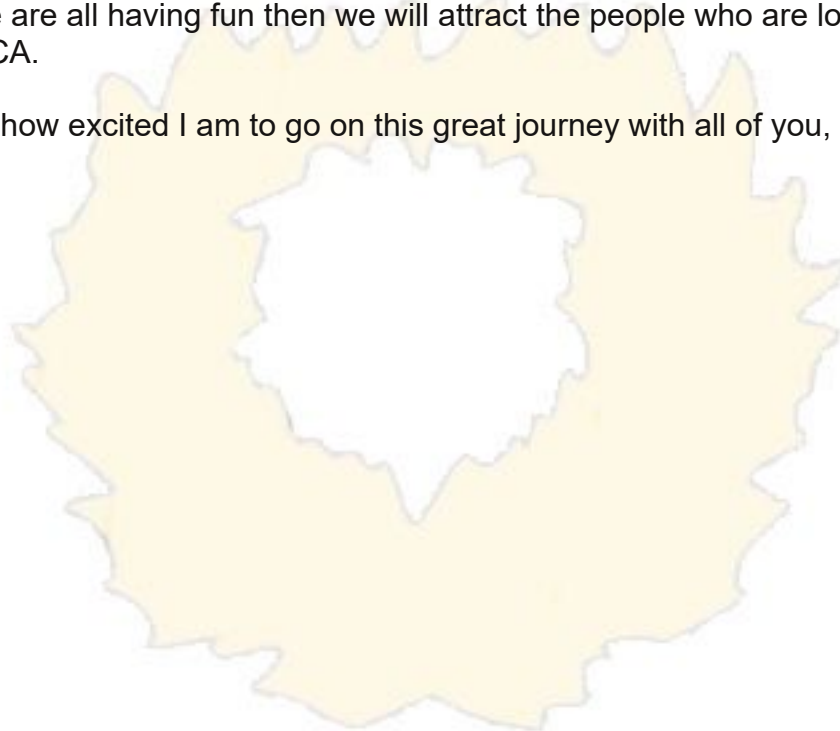 are all having fun then we will attract the people who are lo
CA.
how excited I am to go on this great journey with all of you,